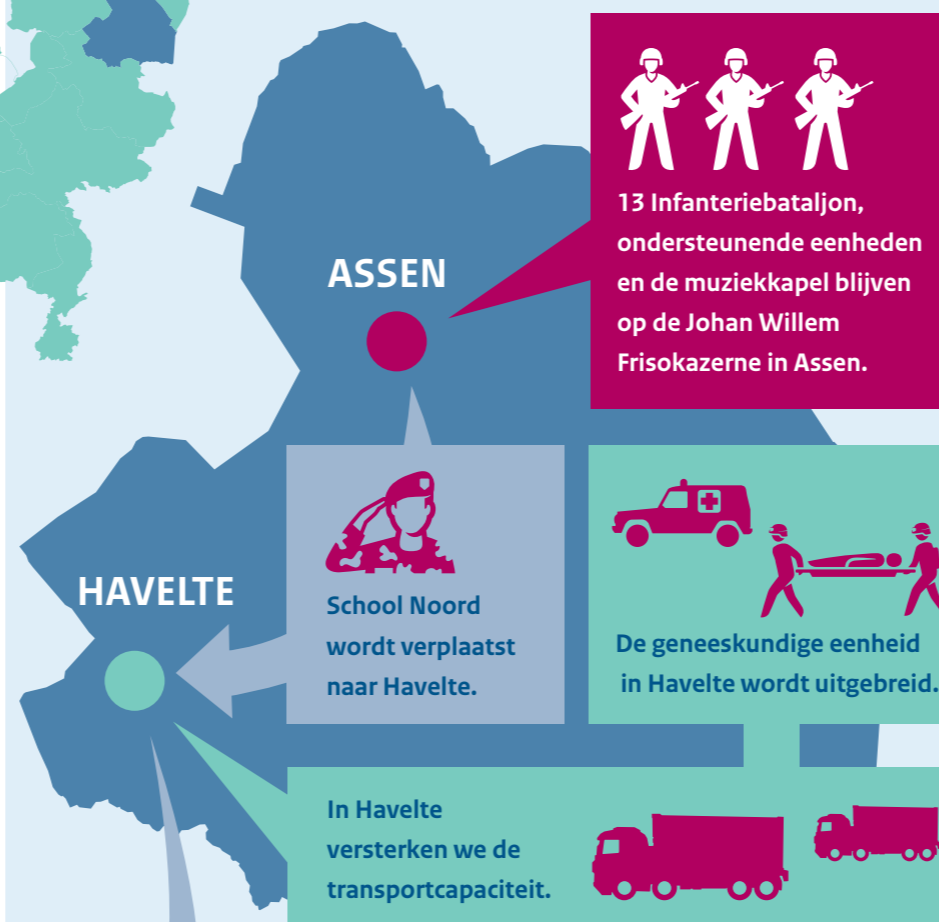 13 Infanteriebataljon,
ondersteunende eenheden
en de muziekkapel blijven
op de Johan Willem
Frisokazerne in Assen.
ASSEN
School Noord
wordt verplaatst
naar Havelte.
HAVELTE
De geneeskundige eenheid
in Havelte wordt uitgebreid.
In Havelte
versterken we de
transportcapaciteit.